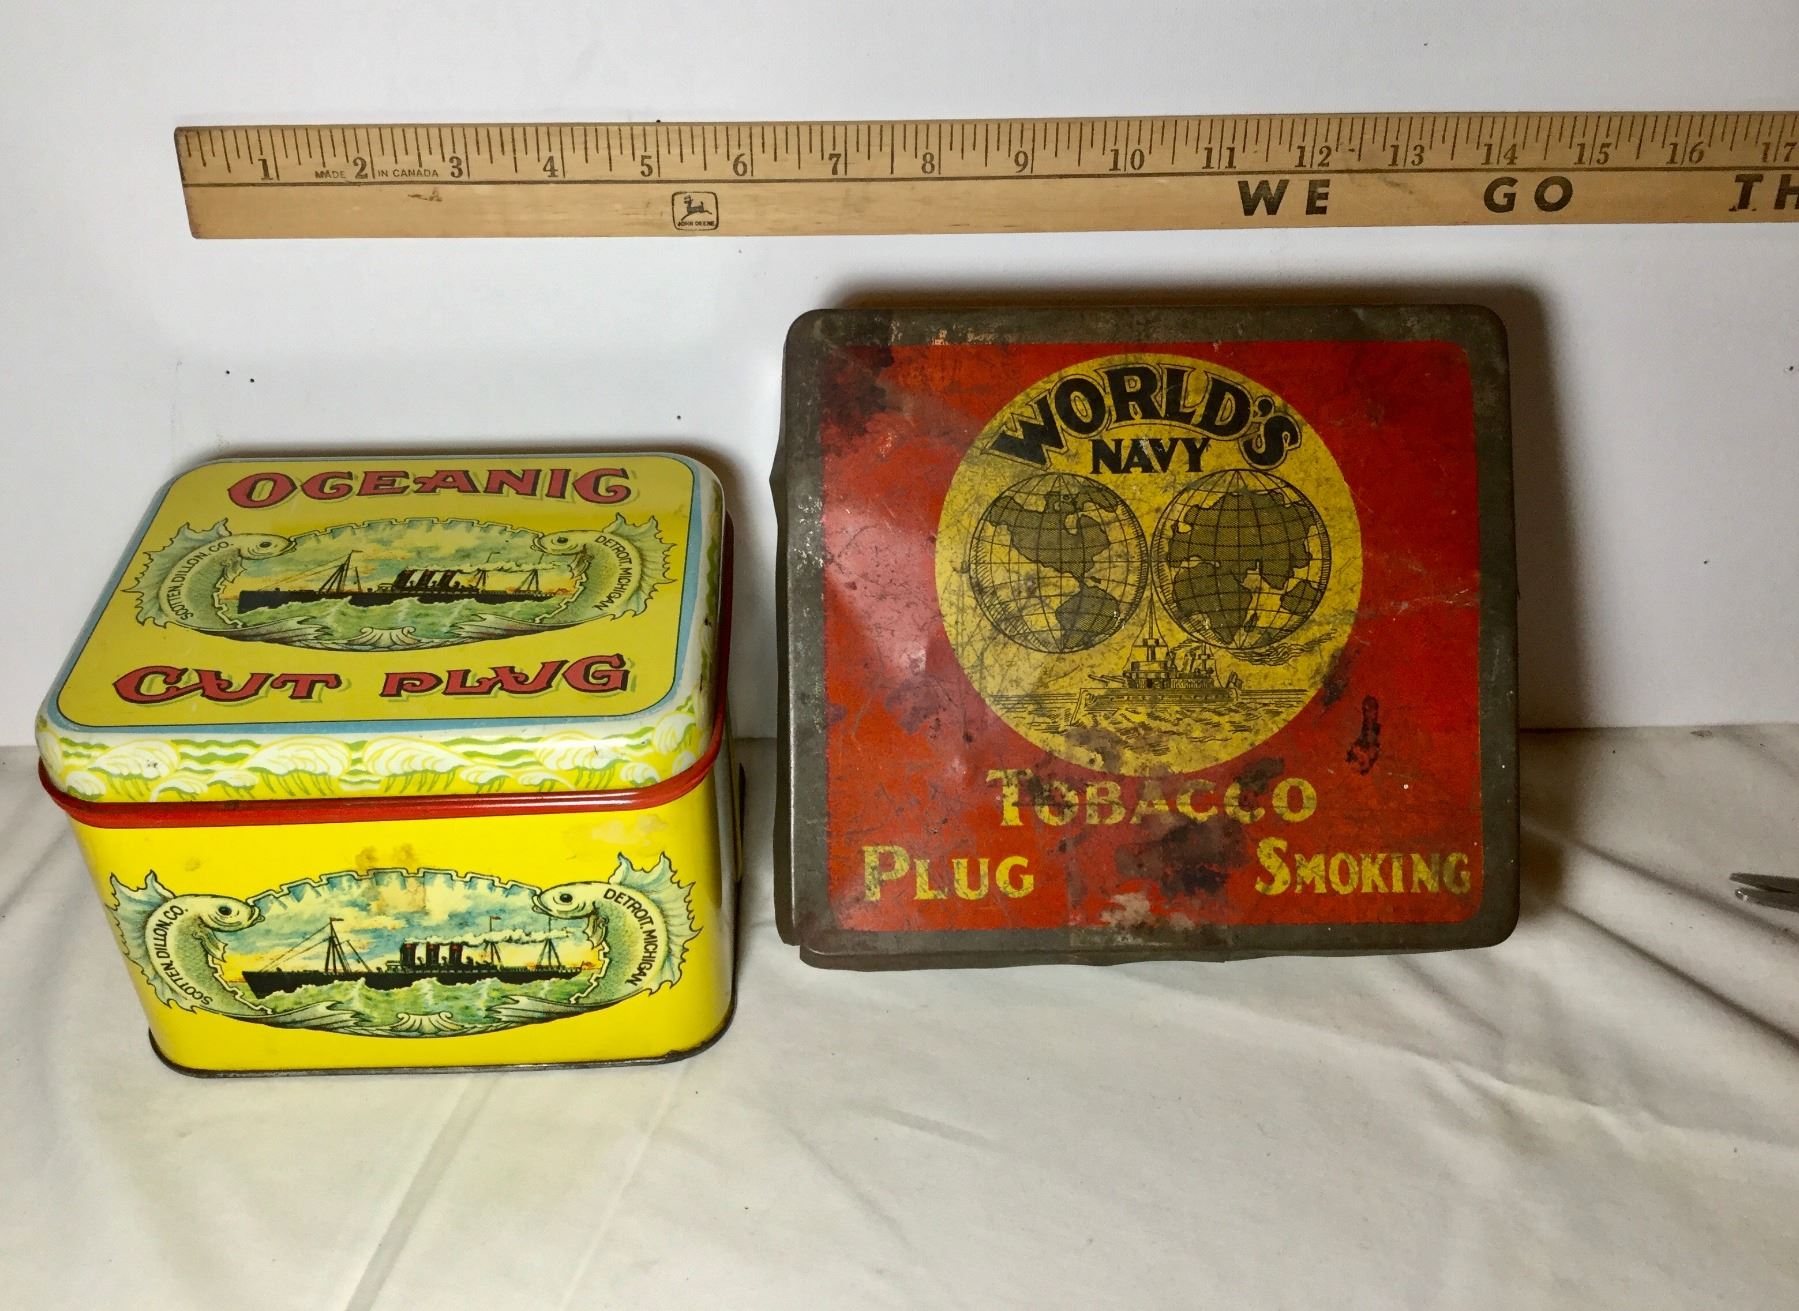 1 2 3 4 5 6 7 8 9 10 11 12 13 14 15 16 17
MADE IN CANADA
JOHN DEERE
WE GO TH
OCEANIC
SCOTTEN, DILLON, CO. DETROIT, MICHIGAN
CUT PLUG
SCOTTEN, DILLON, CO. DETROIT, MICHIGAN
WORLD'S
NAVY
TOBACCO
PLUG SMOKING